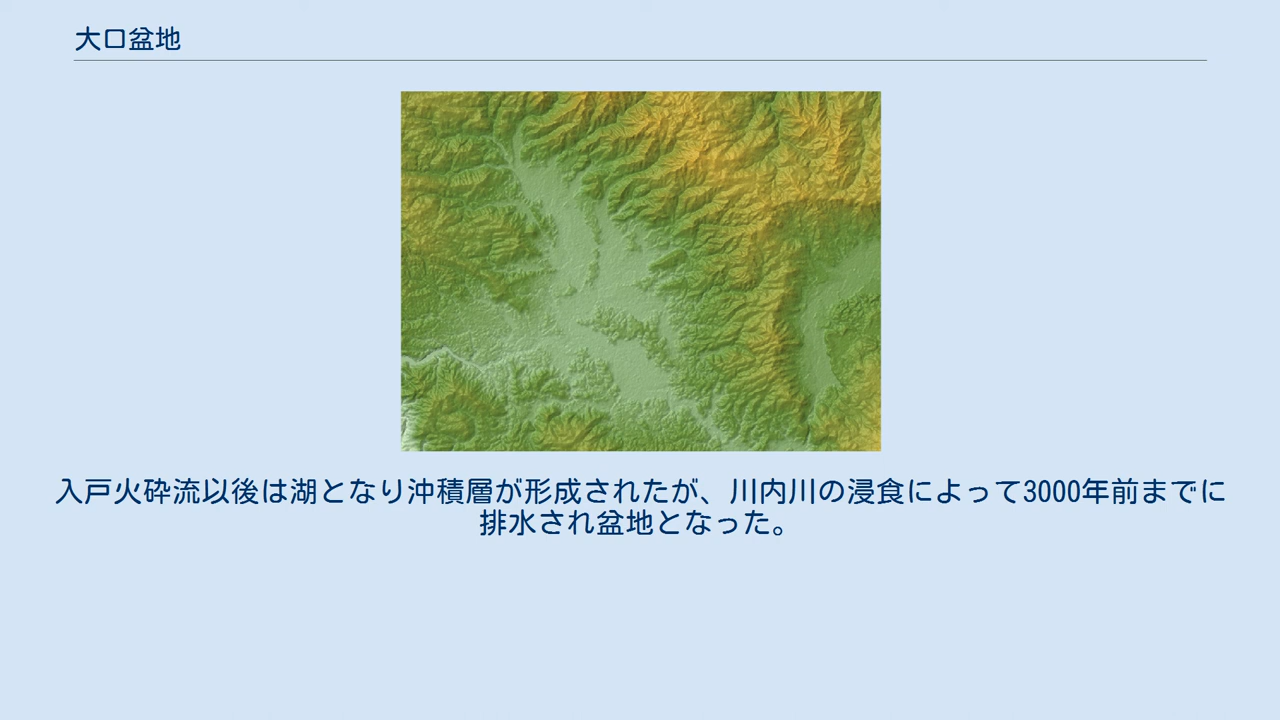 大口盆地
入戸火砕流以後は湖となり沖積層が形成されたが、川内川の浸食によって3000年前までに
排水され盆地となった。